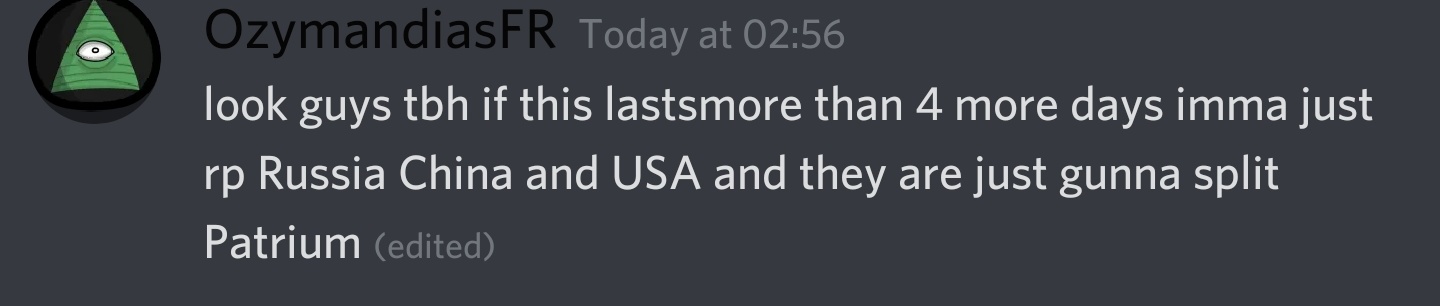 OzymandiasFR Today at 02:56
look guys tbh if this lastsmore than 4 more days imma just
rp Russia China and USA and they are just gunna split
Patrium (edited)